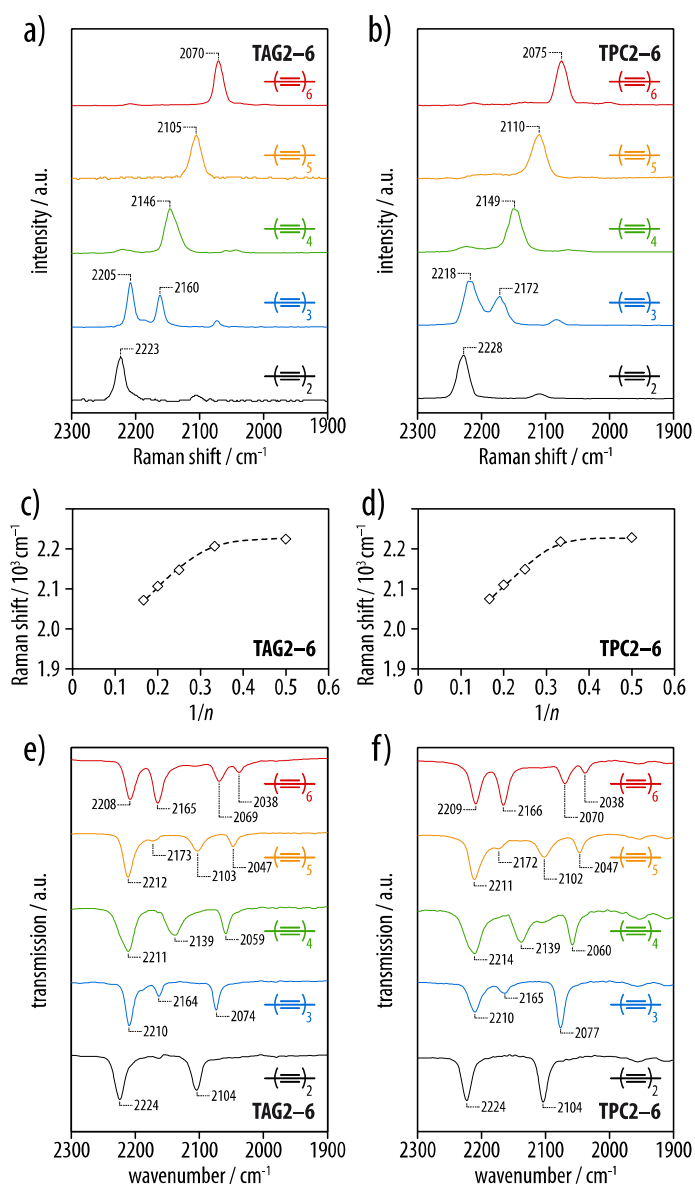 a)
TAG2–6
2070
6
2105
5
2146
4
2205
2160
3
2223
2
intensity / a.u.
2300 2200 2100 2000 1900
Raman shift / cm⁻¹
b)
TPC2–6
2075
6
2110
5
2149
4
2218
2172
3
2228
2
intensity / a.u.
2300 2200 2100 2000 1900
Raman shift / cm⁻¹
c)
Raman shift / 10³ cm⁻¹
2.2
2.1
2.0
1.9
TAG2–6
0 0.1 0.2 0.3 0.4 0.5 0.6
1/n
d)
Raman shift / 10³ cm⁻¹
2.2
2.1
2.0
1.9
TPC2–6
0 0.1 0.2 0.3 0.4 0.5 0.6
1/n
e)
2208 2165 2069 2038
6
2212 2173 2103 2047
5
2211 2139 2059
4
2210 2164 2074
3
2224 2104
2
TAG2–6
transmission / a.u.
2300 2200 2100 2000 1900
wavenumber / cm⁻¹
f)
2209 2166 2070 2038
6
2211 2172 2102 2047
5
2214 2139 2060
4
2210 2165 2077
3
2224 2104
2
TPC2–6
transmission / a.u.
2300 2200 2100 2000 1900
wavenumber / cm⁻¹